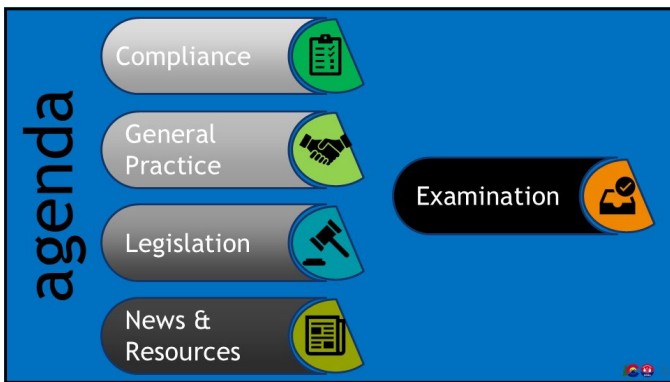 agenda
Compliance
General
Practice
Legislation
News &
Resources
Examination